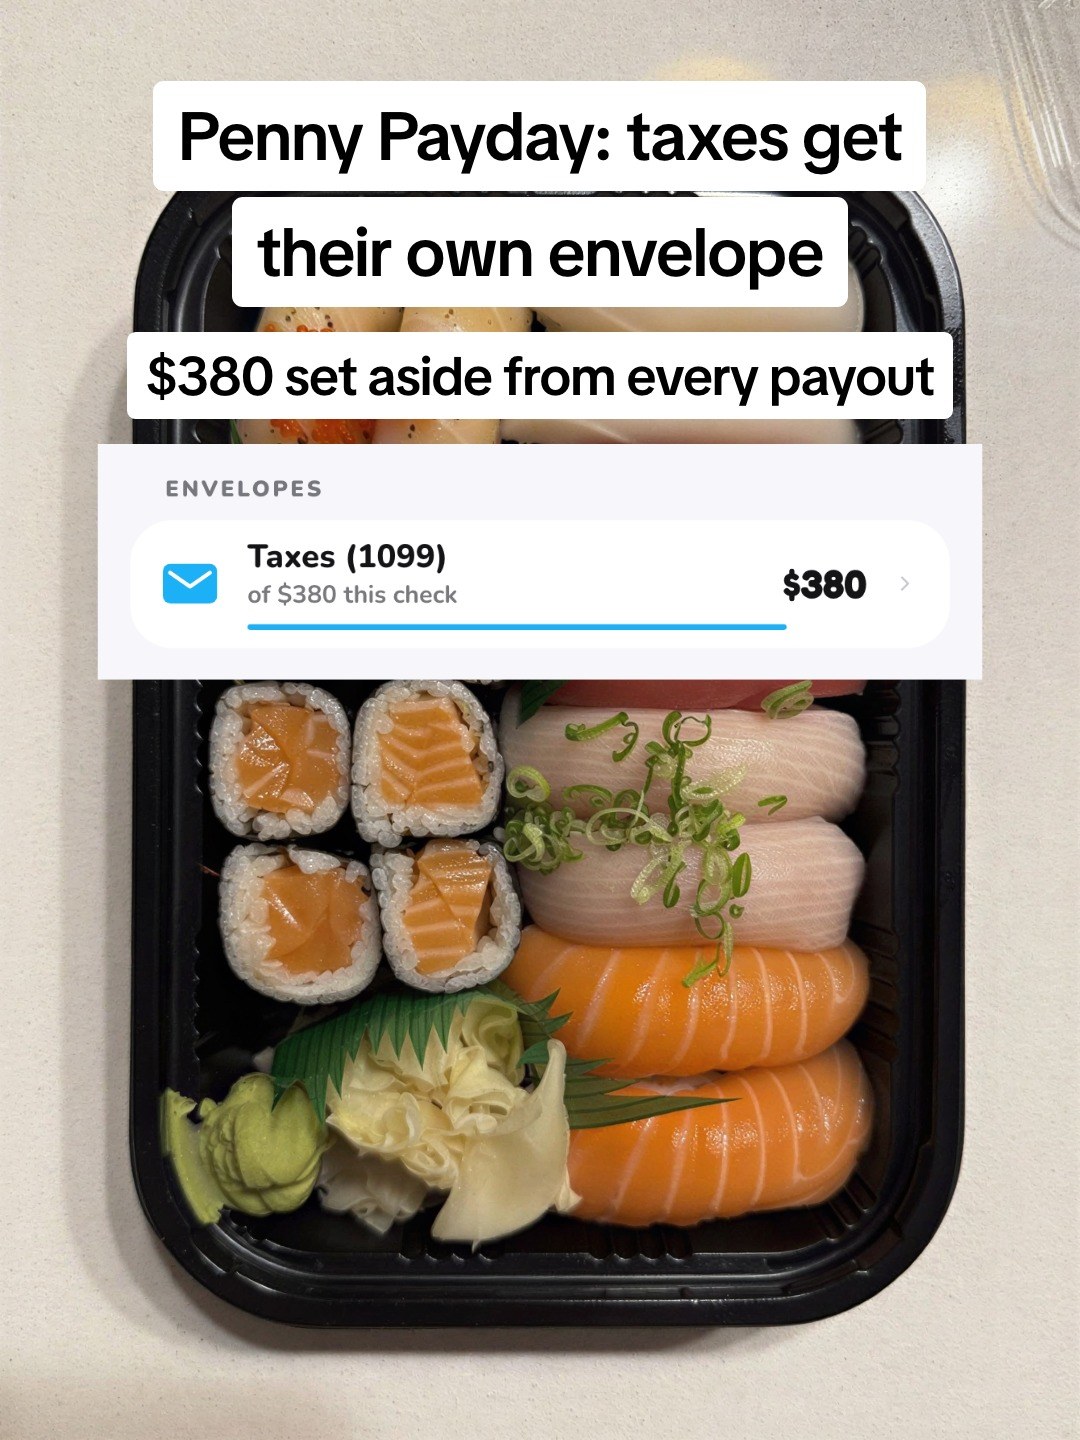 Penny Payday: taxes get
their own envelope
$380 set aside from every payout
ENVELOPES
Taxes (1099)
of $380 this check
$380